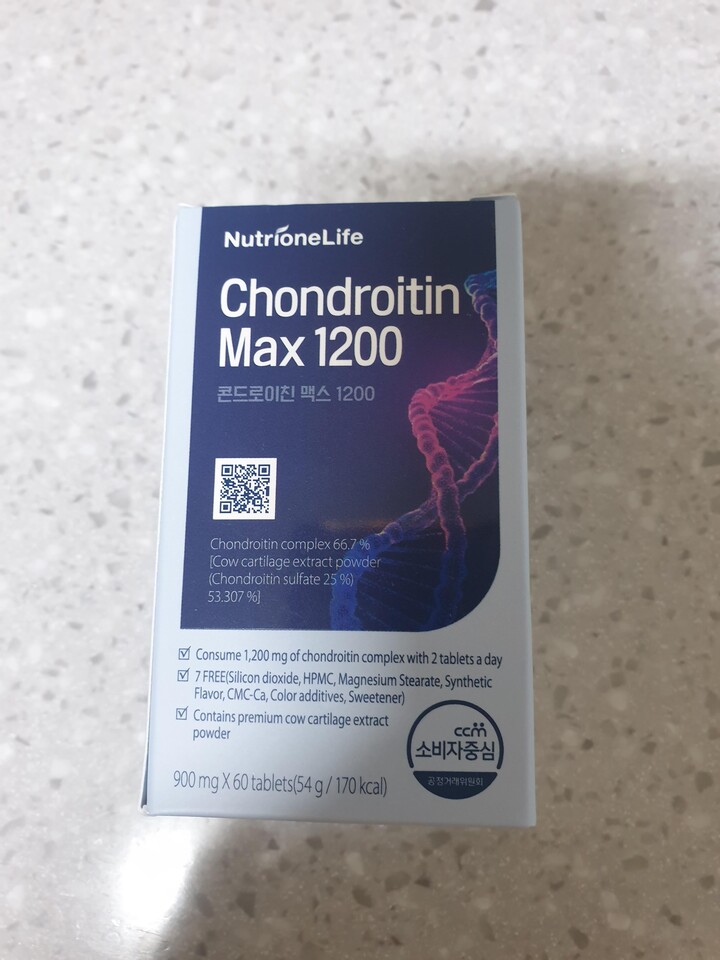 NutrioneLife
Chondroitin
Max 1200
콘드로이친 맥스 1200
Chondroitin complex 66.7 %
[Cow cartilage extract powder
(Chondroitin sulfate 25 %)
53.307 %]
Consume 1,200 mg of chondroitin complex with 2 tablets a day
7 FREE(Silicon dioxide, HPMC, Magnesium Stearate, Synthetic
Flavor, CMC-Ca, Color additives, Sweetener)
Contains premium cow cartilage extract
powder
ccm
소비자중심
공정거래위원회
900 mg X 60 tablets(54 g / 170 kcal)